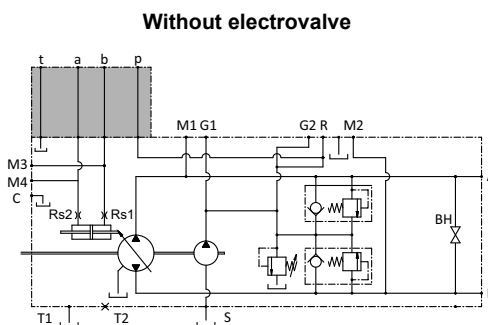 Without electrovalve
t a b p
M1 G1 G2 R M2
M3
M4
C
Rs2 Rs1
BH
T1 T2 S